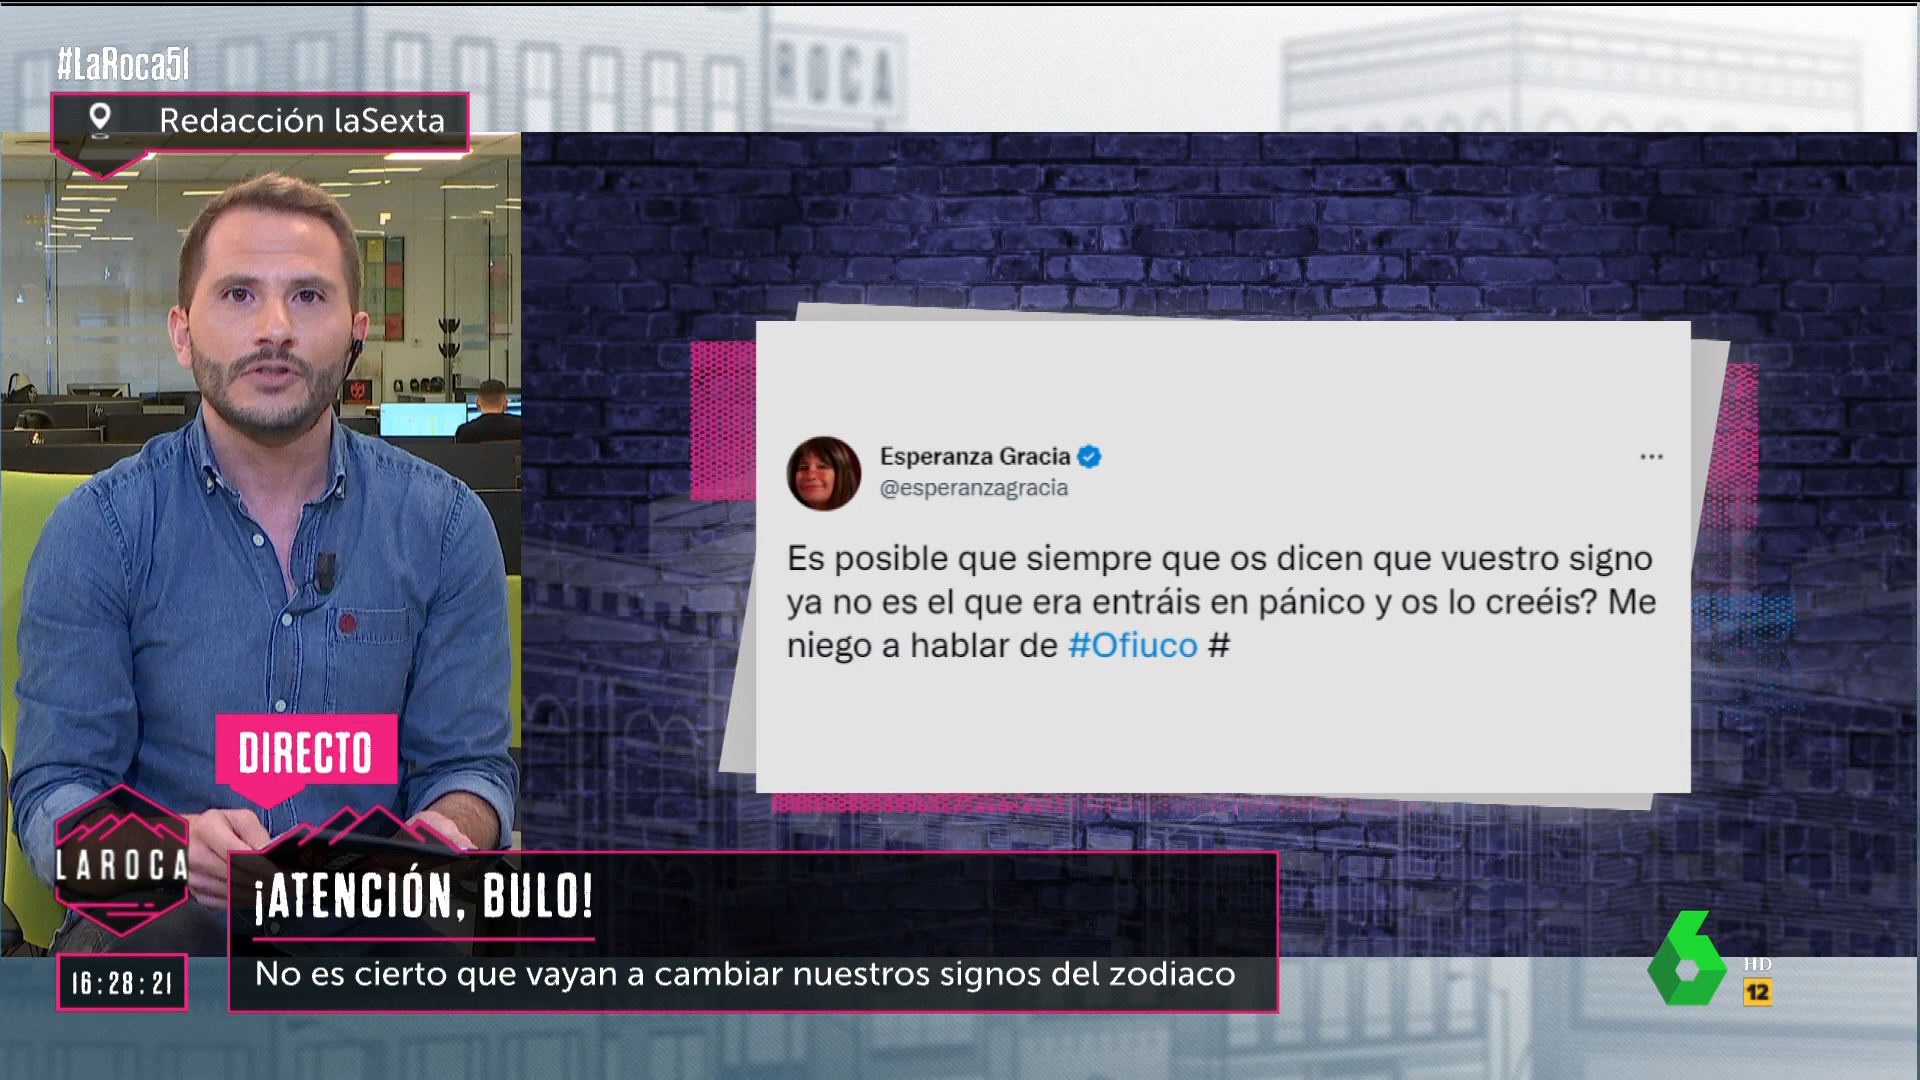 #LaRoca51
ROCA
Redacción laSexta
Esperanza Gracia
@esperanzagracia
Es posible que siempre que os dicen que vuestro signo
ya no es el que era entráis en pánico y os lo creéis? Me
niego a hablar de #Ofiuco #
DIRECTO
LAROCA
¡ATENCIÓN, BULO!
No es cierto que vayan a cambiar nuestros signos del zodiaco
16:28:21
HD
12